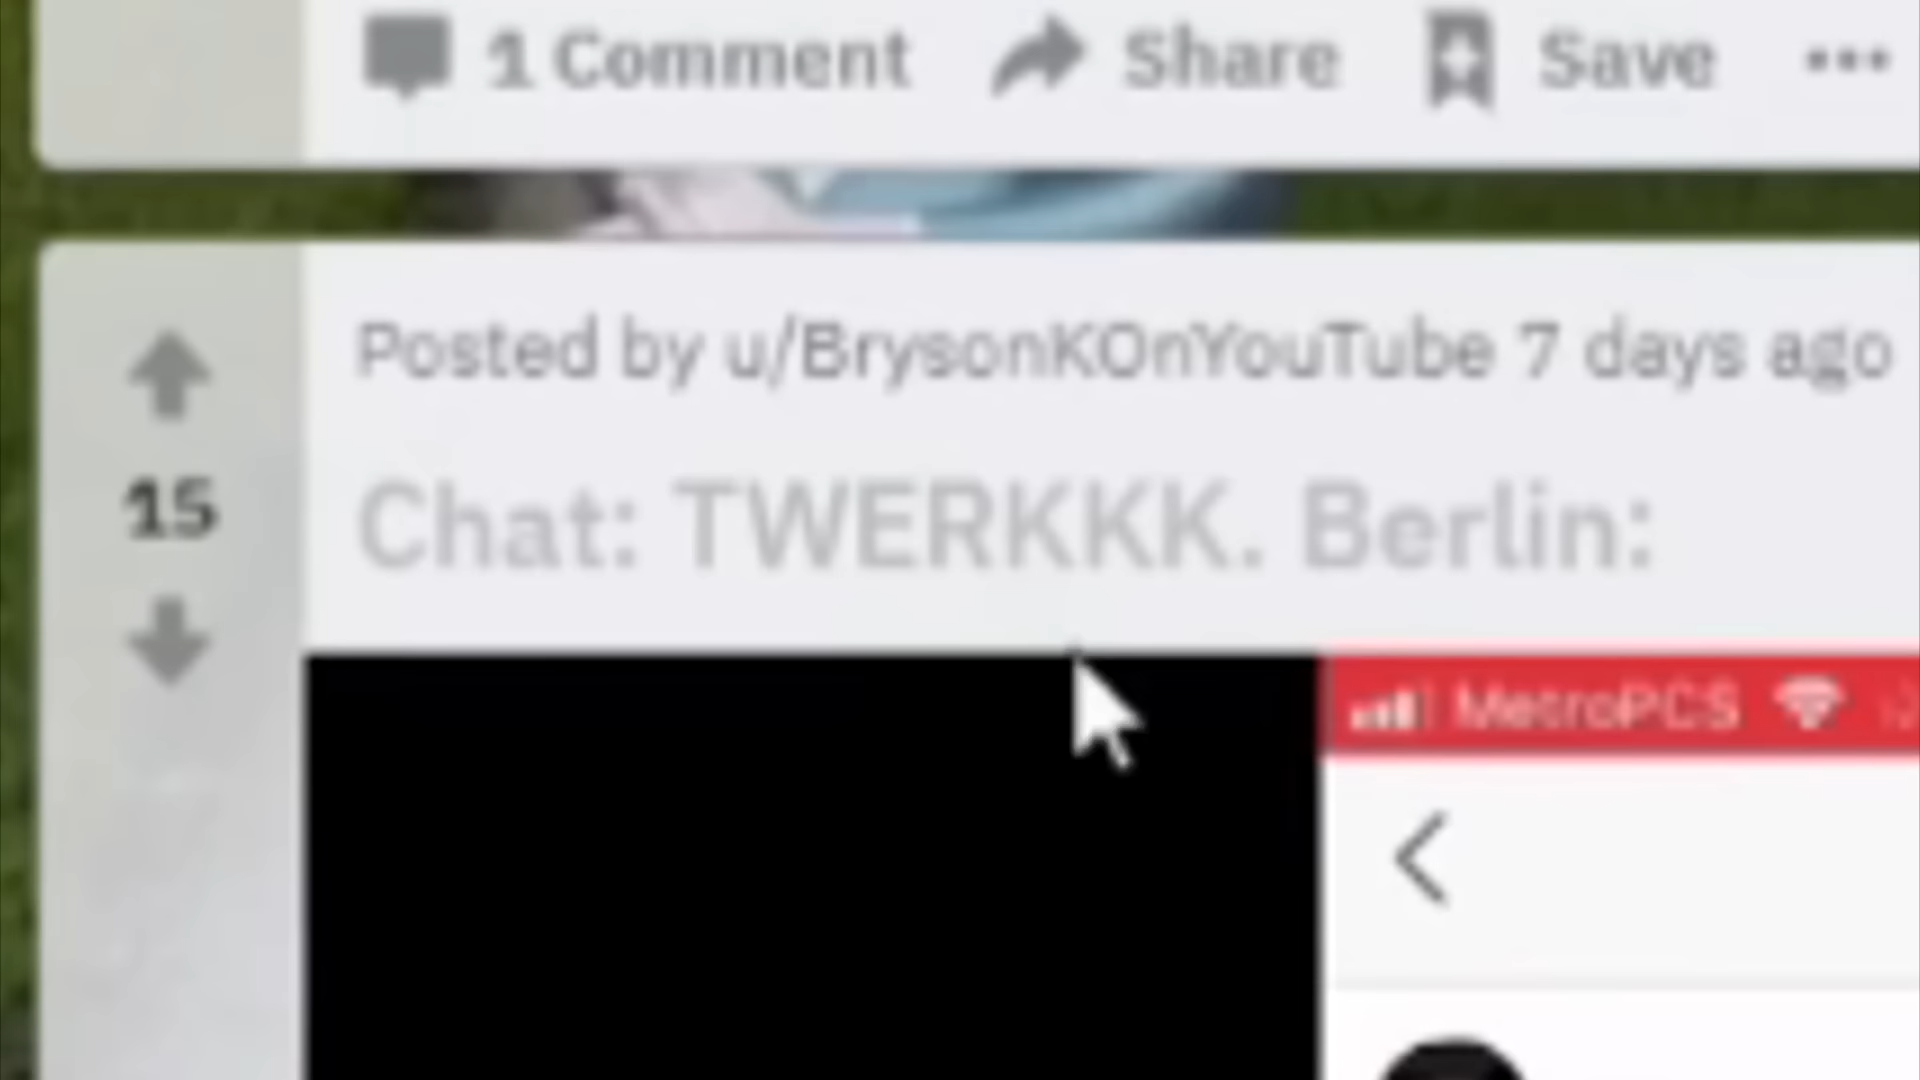 1 Comment Share Save ...
Posted by u/BrysonKOnYouTube 7 days ago
15
Chat: TWERKKK. Berlin:
MetroPCS